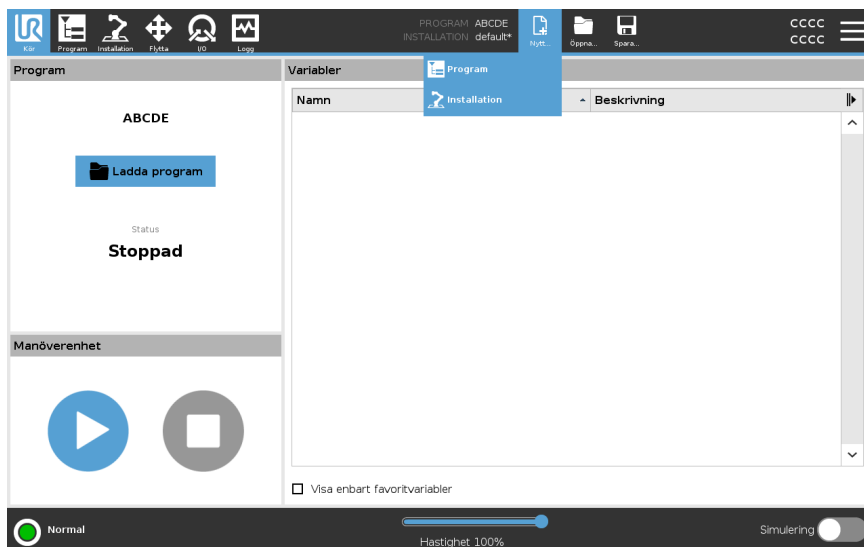 PROGRAM ABCDE
INSTALLATION default*
CCCC
CCCC
Kör Program Installation Flytta I/O Logg
Nytt... Öppna... Spara...
Program
Installation
Program
ABCDE
Ladda program
Status
Stoppad
Manöverenhet
Variabler
Namn Beskrivning
Visa enbart favoritvariabler
Normal
Hastighet 100%
Simulering